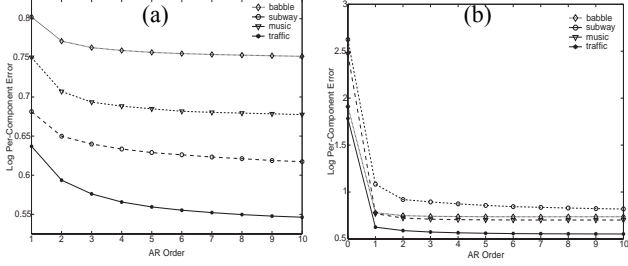 (a)
babble
subway
music
traffic
0.8
0.75
0.7
0.65
0.6
0.55
Log Per-Component Error
1 2 3 4 5 6 7 8 9 10
AR Order
(b)
babble
subway
music
traffic
3
2.5
2
1.5
1
0.5
Log Per-Component Error
0 1 2 3 4 5 6 7 8 9 10
AR Order